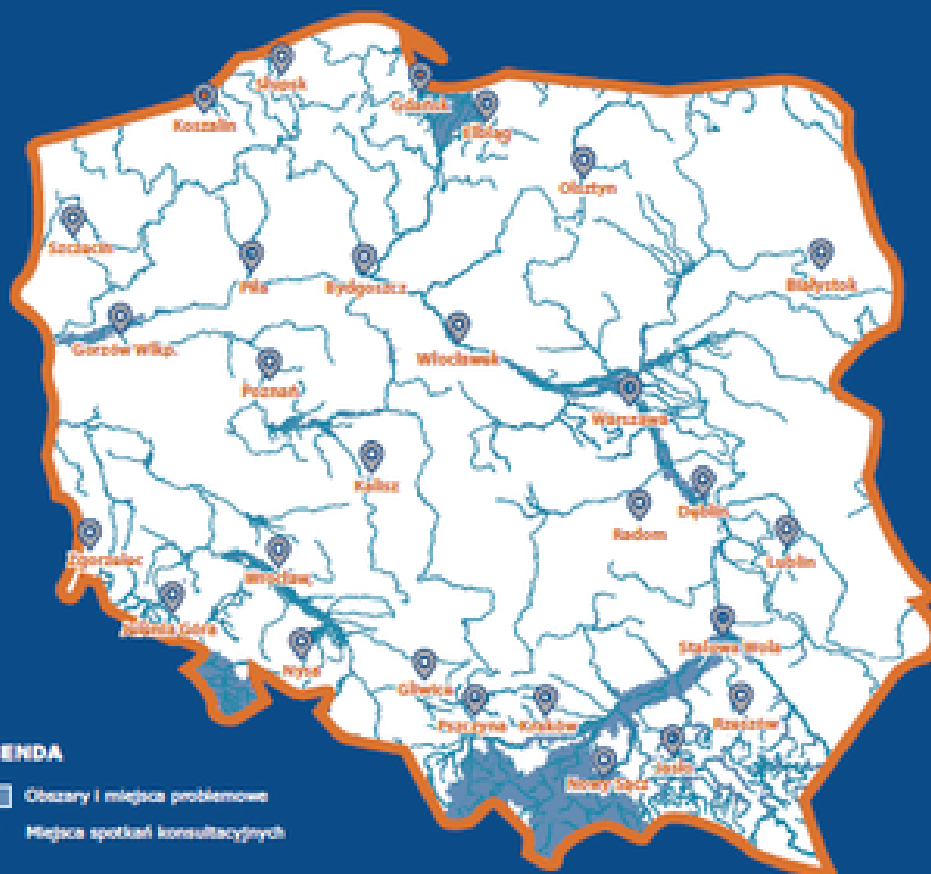 Słupsk
Gdańsk
Koszalin
Elbląg
Olsztyn
Szczecin
Piła
Bydgoszcz
Białystok
Gorzów Wlkp.
Włocławek
Poznań
Warszawa
Kalisz
Dęblin
Radom
Zgorzelec
Wrocław
Lublin
Jelenia Góra
Stalowa Wola
Nysa
Gliwice
Pszczyna
Kraków
Rzeszów
Jasło
Nowy Sącz
ENDA
Obszary i miejsca problemowe
Miejsca spotkań konsultacyjnych